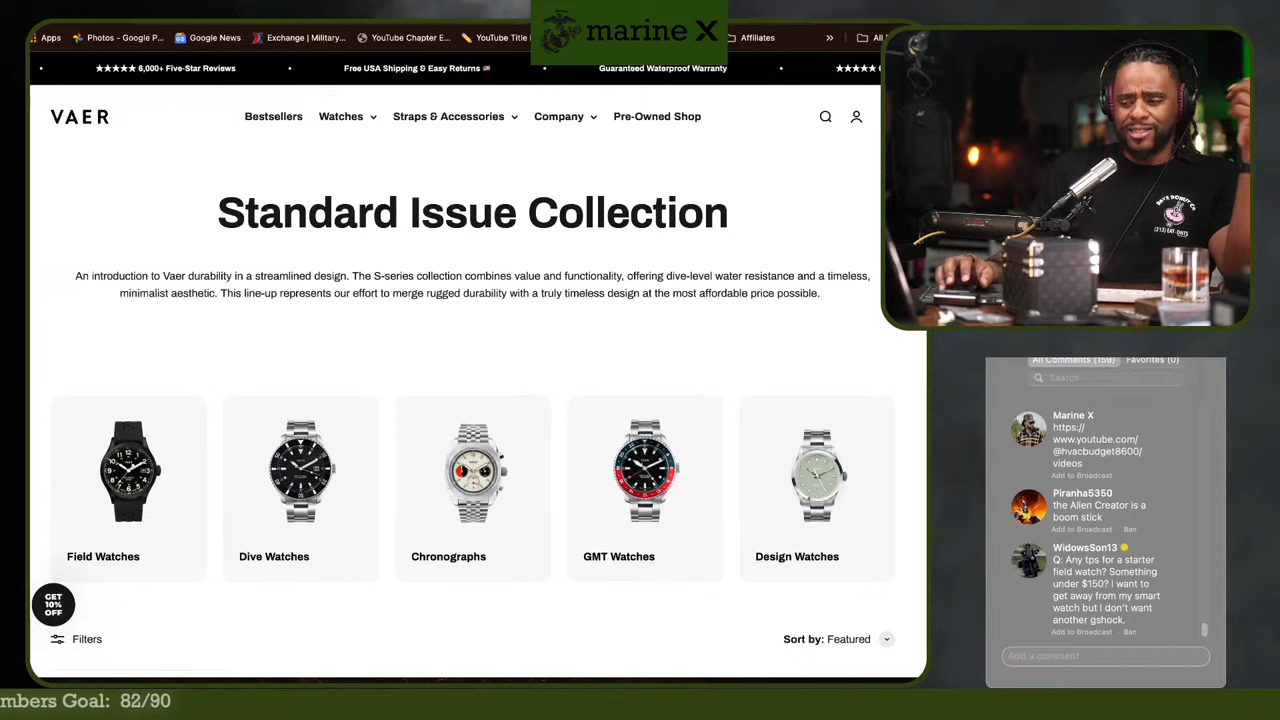 marine X
Apps
Photos - Google P...
Google News
Exchange | Military...
YouTube Chapter E...
YouTube Title
Affiliates
»
All
★★★★★ 6,000+ Five-Star Reviews
Free USA Shipping & Easy Returns 🇺🇸
Guaranteed Waterproof Warranty
★★★★★
VAER
Bestsellers
Watches
Straps & Accessories
Company
Pre-Owned Shop
Standard Issue Collection
An introduction to Vaer durability in a streamlined design. The S-series collection combines value and functionality, offering dive-level water resistance and a timeless,
minimalist aesthetic. This line-up represents our effort to merge rugged durability with a truly timeless design at the most affordable price possible.
Field Watches
Dive Watches
Chronographs
GMT Watches
Design Watches
GET
10%
OFF
Filters
Sort by: Featured
DONUT CO
(213) EAT-DNTS
All Comments (159)
Favorites (0)
Search
Marine X
https://
www.youtube.com/
@hvacbudget8600/
videos
Add to Broadcast
Piranha5350
the Alien Creator is a
boom stick
Add to Broadcast
Ban
WidowsSon13
Q: Any tps for a starter
field watch? Something
under $150? I want to
get away from my smart
watch but I don't want
another gshock.
Add to Broadcast
Ban
Add a comment
mbers Goal: 82/90